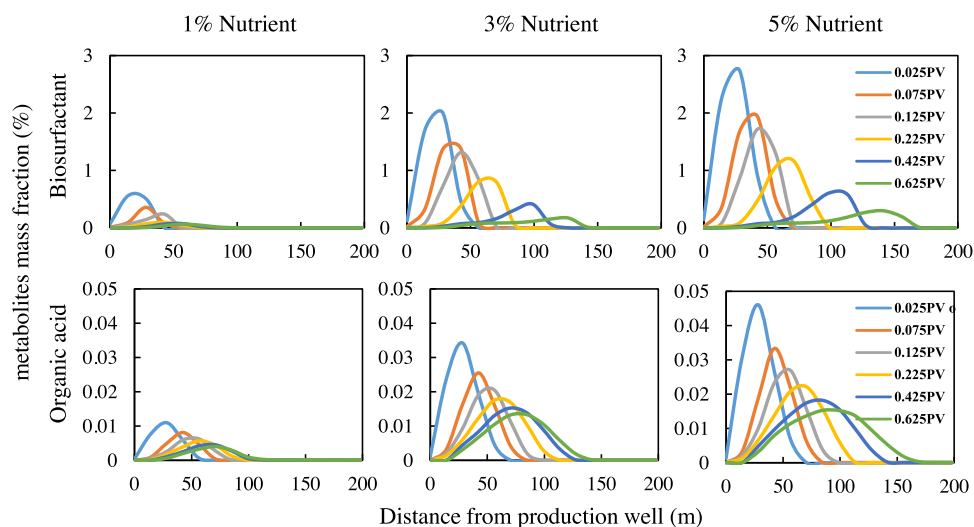 1% Nutrient
3% Nutrient
5% Nutrient
metabolites mass fraction (%)
Biosurfactant
3
2
1
0
0 50 100 150 200
3
2
1
0
0 50 100 150 200
3
2
1
0
0 50 100 150 200
0.025PV
0.075PV
0.125PV
0.225PV
0.425PV
0.625PV
Organic acid
0.05
0.04
0.03
0.02
0.01
0
0 50 100 150 200
0.05
0.04
0.03
0.02
0.01
0.00
0 50 100 150 200
0.05
0.04
0.03
0.02
0.01
0.00
0 50 100 150 200
0.025PV o
0.075PV
0.125PV
0.225PV
0.425PV
0.625PV
Distance from production well (m)